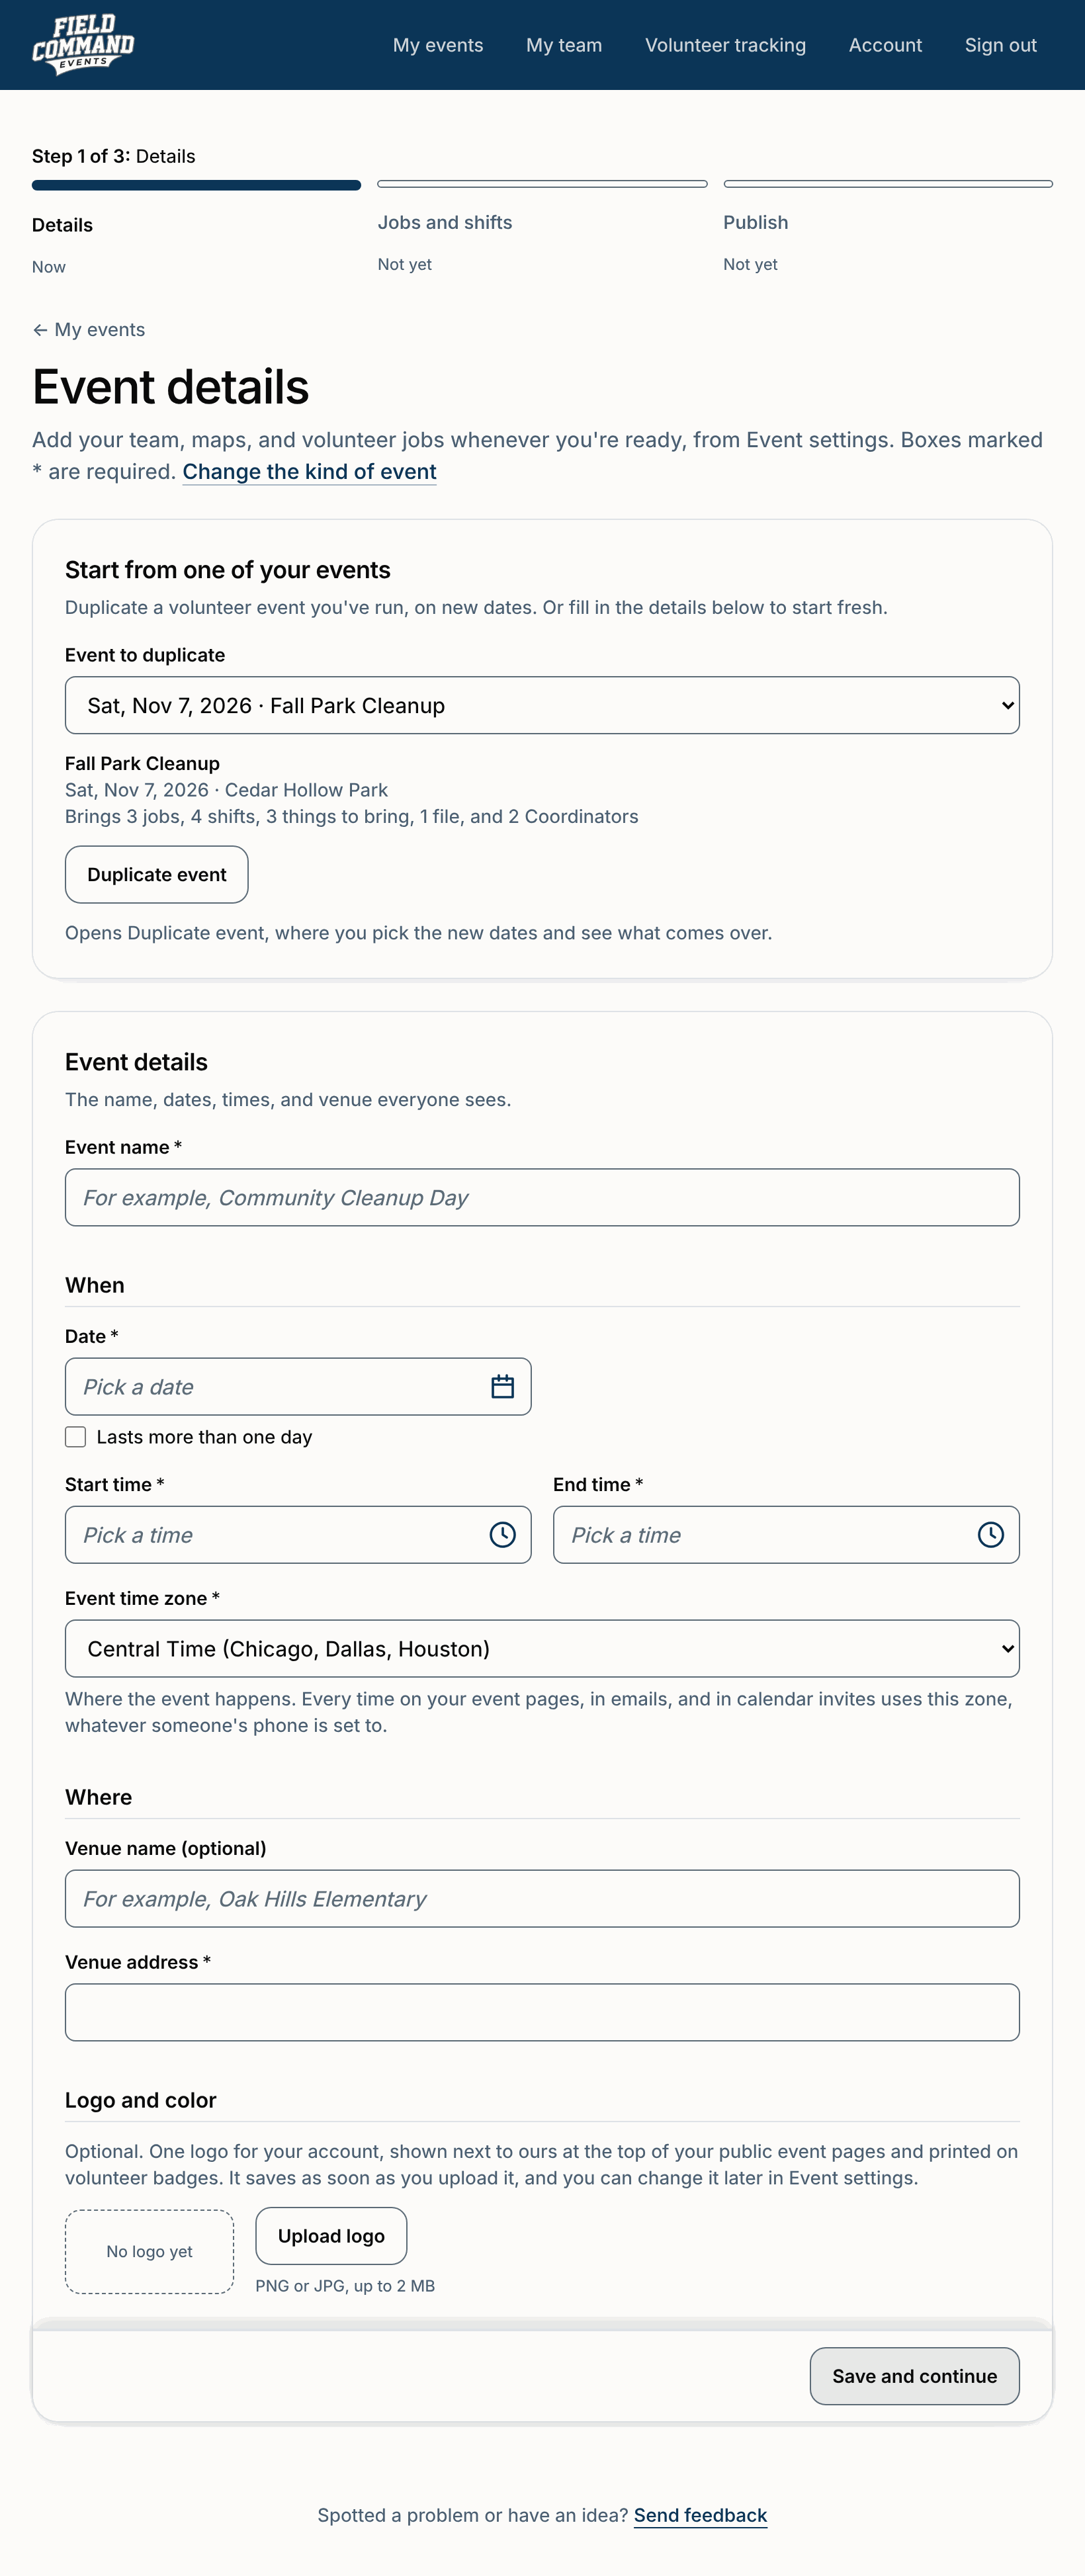 FIELD
COMMAND
EVENTS
My events
My team
Volunteer tracking
Account
Sign out
Step 1 of 3: Details
Details
Now
Jobs and shifts
Not yet
Publish
Not yet
← My events
Event details
Add your team, maps, and volunteer jobs whenever you're ready, from Event settings. Boxes marked
* are required. Change the kind of event
Start from one of your events
Duplicate a volunteer event you've run, on new dates. Or fill in the details below to start fresh.
Event to duplicate
Sat, Nov 7, 2026 · Fall Park Cleanup
Fall Park Cleanup
Sat, Nov 7, 2026 · Cedar Hollow Park
Brings 3 jobs, 4 shifts, 3 things to bring, 1 file, and 2 Coordinators
Duplicate event
Opens Duplicate event, where you pick the new dates and see what comes over.
Event details
The name, dates, times, and venue everyone sees.
Event name *
For example, Community Cleanup Day
When
Date *
Pick a date
Lasts more than one day
Start time *
End time *
Pick a time
Pick a time
Event time zone *
Central Time (Chicago, Dallas, Houston)
Where the event happens. Every time on your event pages, in emails, and in calendar invites uses this zone,
whatever someone's phone is set to.
Where
Venue name (optional)
For example, Oak Hills Elementary
Venue address *
Logo and color
Optional. One logo for your account, shown next to ours at the top of your public event pages and printed on
volunteer badges. It saves as soon as you upload it, and you can change it later in Event settings.
No logo yet
Upload logo
PNG or JPG, up to 2 MB
Save and continue
Spotted a problem or have an idea? Send feedback